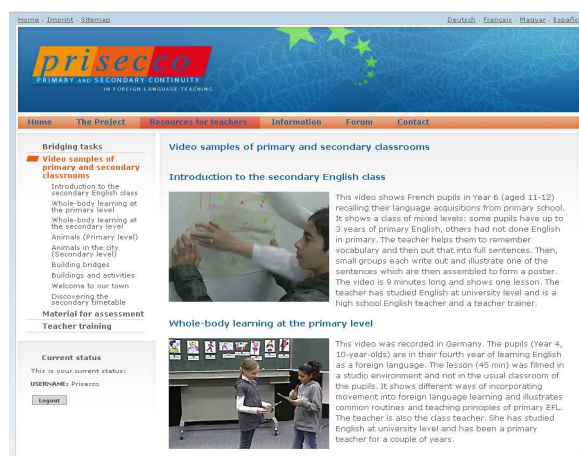 Home · Imprint · Sitemap
Deutsch · Français · Magyar · Españo
prisecco
PRIMARY AND SECONDARY CONTINUITY
IN FOREIGN LANGUAGE TEACHING
Home The Project Resources for teachers Information Forum Contact
Bridging tasks
Video samples of
primary and secondary
classrooms
Introduction to the
secondary English class
Whole-body learning at
the primary level
Whole-body learning at
the secondary level
Animals (Primary level)
Animals in the city
(Secondary level)
Building bridges
Buildings and activities
Welcome to our town
Discovering the
secondary timetable
Material for assessment
Teacher training
Current status
This is your current status:
USERNAME: Prisecco
Logout
Video samples of primary and secondary classrooms
Introduction to the secondary English class
This video shows French pupils in Year 6 (aged 11-12)
recalling their language acquisitions from primary school.
It shows a class of mixed levels: some pupils have up to
3 years of primary English, others had not done English
in primary. The teacher helps them to remember
vocabulary and then put that into full sentences. Then,
small groups each write out and illustrate one of the
sentences which are then assembled to form a poster.
The video is 9 minutes long and shows one lesson. The
teacher has studied English at university level and is a
high school English teacher and a teacher trainer.
Whole-body learning at the primary level
This video was recorded in Germany. The pupils (Year 4,
10-year-olds) are in their fourth year of learning English
as a foreign language. The lesson (45 min) was filmed in
a studio environment and not in the usual classroom of
the pupils. It shows different ways of incorporating
movement into foreign language learning and illustrates
common routines and teaching principles of primary EFL.
The teacher is also the class teacher. She has studied
English at university level and has been a primary
teacher for a couple of years.